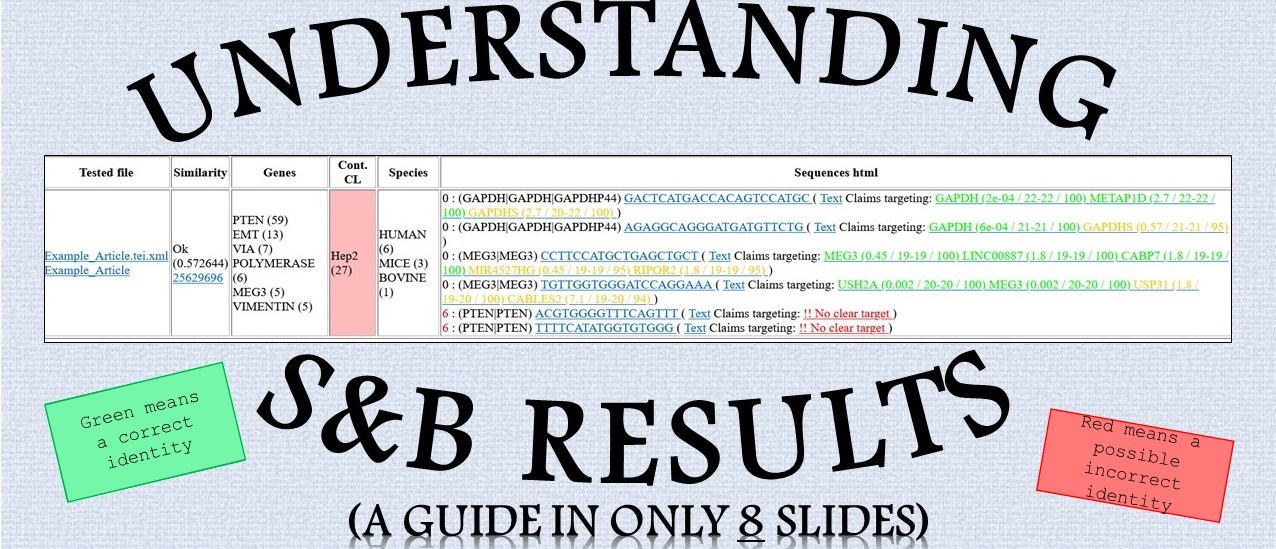 UNDERSTANDING
Tested file Similarity Genes Cont. CL Species Sequences html
Example_Article.tei.xml
Example_Article
Ok
(0.572644)
25629696
PTEN (59)
EMT (13)
VIA (7)
POLYMERASE
(6)
MEG3 (5)
VIMENTIN (5)
Hep2
(27)
HUMAN
(6)
MICE (3)
BOVINE
(1)
0 : (GAPDH|GAPDH|GAPDHP44) GACTCATGACCACAGTCCATGC ( Text Claims targeting: GAPDH (2e-04 / 22-22 / 100) METAP1D (2.7 / 22-22 /
100) GAPDHS (2.7 / 20-22 / 100) )
0 : (GAPDH|GAPDH|GAPDHP44) AGAGGCAGGGATGATGTTCTG ( Text Claims targeting: GAPDH (6e-04 / 21-21 / 100) GAPDHS (0.57 / 21-21 / 95)
)
0 : (MEG3|MEG3) CCTTCCATGCTGAGCTGCT ( Text Claims targeting: MEG3 (0.45 / 19-19 / 100) LINC00887 (1.8 / 19-19 / 100) CABP7 (1.8 / 19-19 /
100) MIR4527HG (0.45 / 19-19 / 95) RIPOR2 (1.8 / 19-19 / 95) )
0 : (MEG3|MEG3) TGTTGGTGGGATCCAGGAAA ( Text Claims targeting: USH2A (0.002 / 20-20 / 100) MEG3 (0.002 / 20-20 / 100) USP31 (1.8 /
19-20 / 100) CABLES2 (7.1 / 19-20 / 94) )
6 : (PTEN|PTEN) ACGTGGGGTTTCAGTTT ( Text Claims targeting: !! No clear target )
6 : (PTEN|PTEN) TTTTCATATGGTGTGGG ( Text Claims targeting: !! No clear target )
S&B RESULTS
Green means
a correct
identity
Red means a
possible
incorrect
identity
(A GUIDE IN ONLY 8 SLIDES)